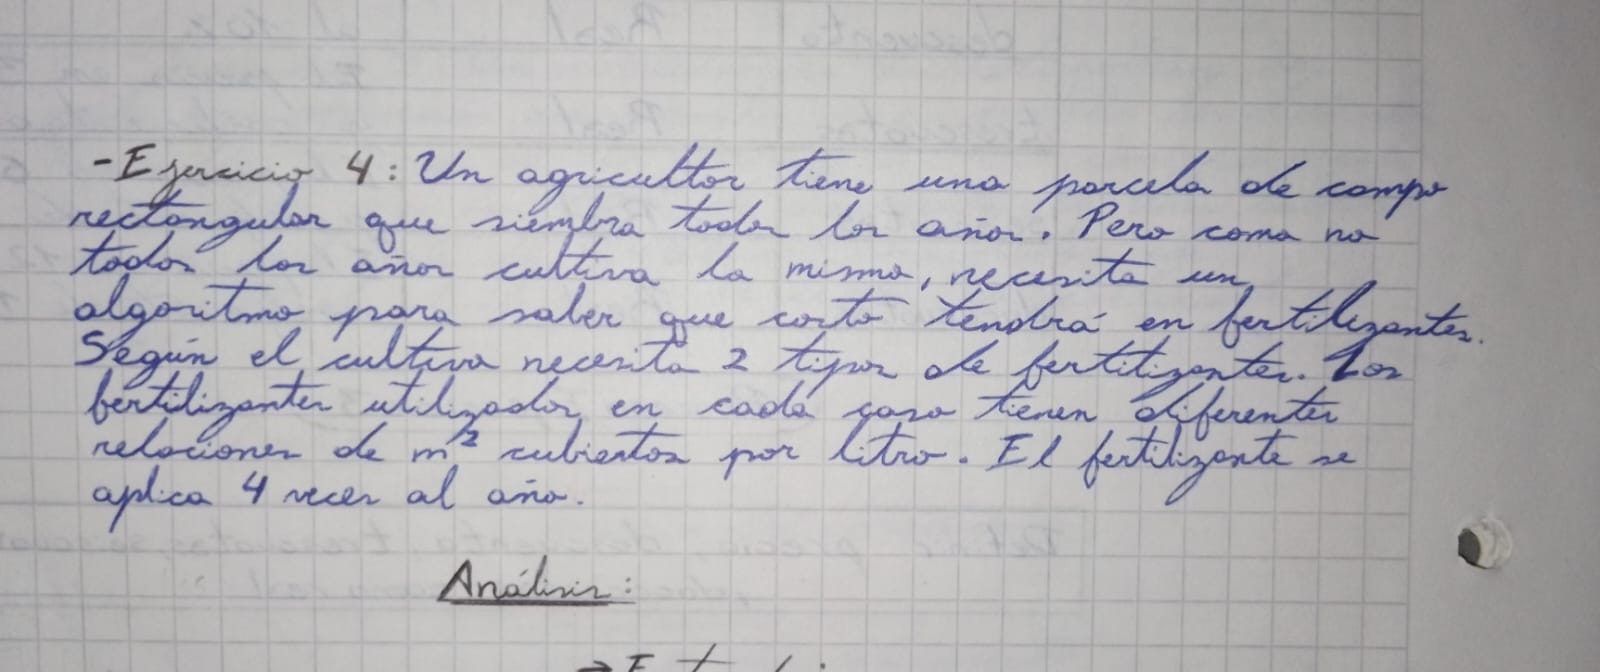 - Ejercicio 4: Un agricultor tiene una parcela de campo
rectangular que siembra todos los años. Pero como no
todos los años cultiva lo mismo, necesita un
algoritmo para saber que costo tendrá en fertilizantes.
Según el cultivo necesita 2 tipos de fertilizantes. Los
fertilizantes utilizados en cada caso tienen diferentes
relaciones de m² cubiertos por litro. El fertilizante se
aplica 4 veces al año.
Análisis: